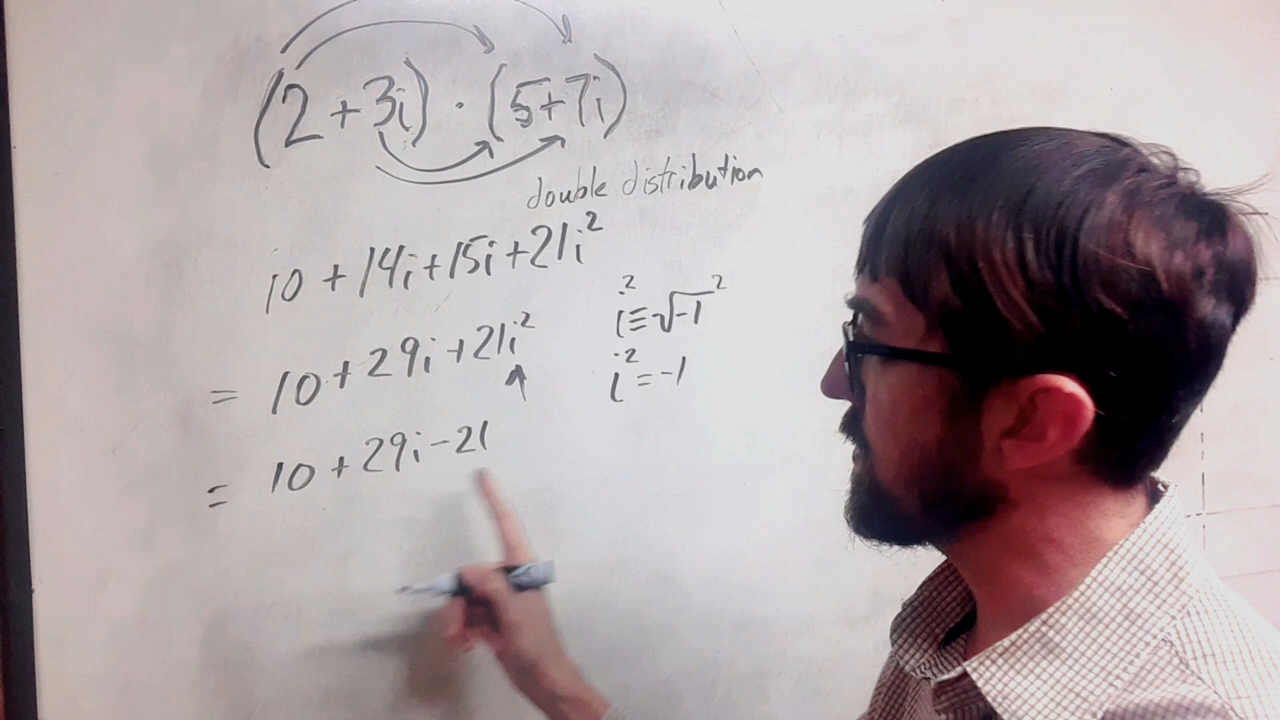 (2+3i)·(5+7i)
double distribution
10+14i+15i+21i²
i²≡√-1²
= 10+29i+21i²
i²=-1
= 10+29i-21